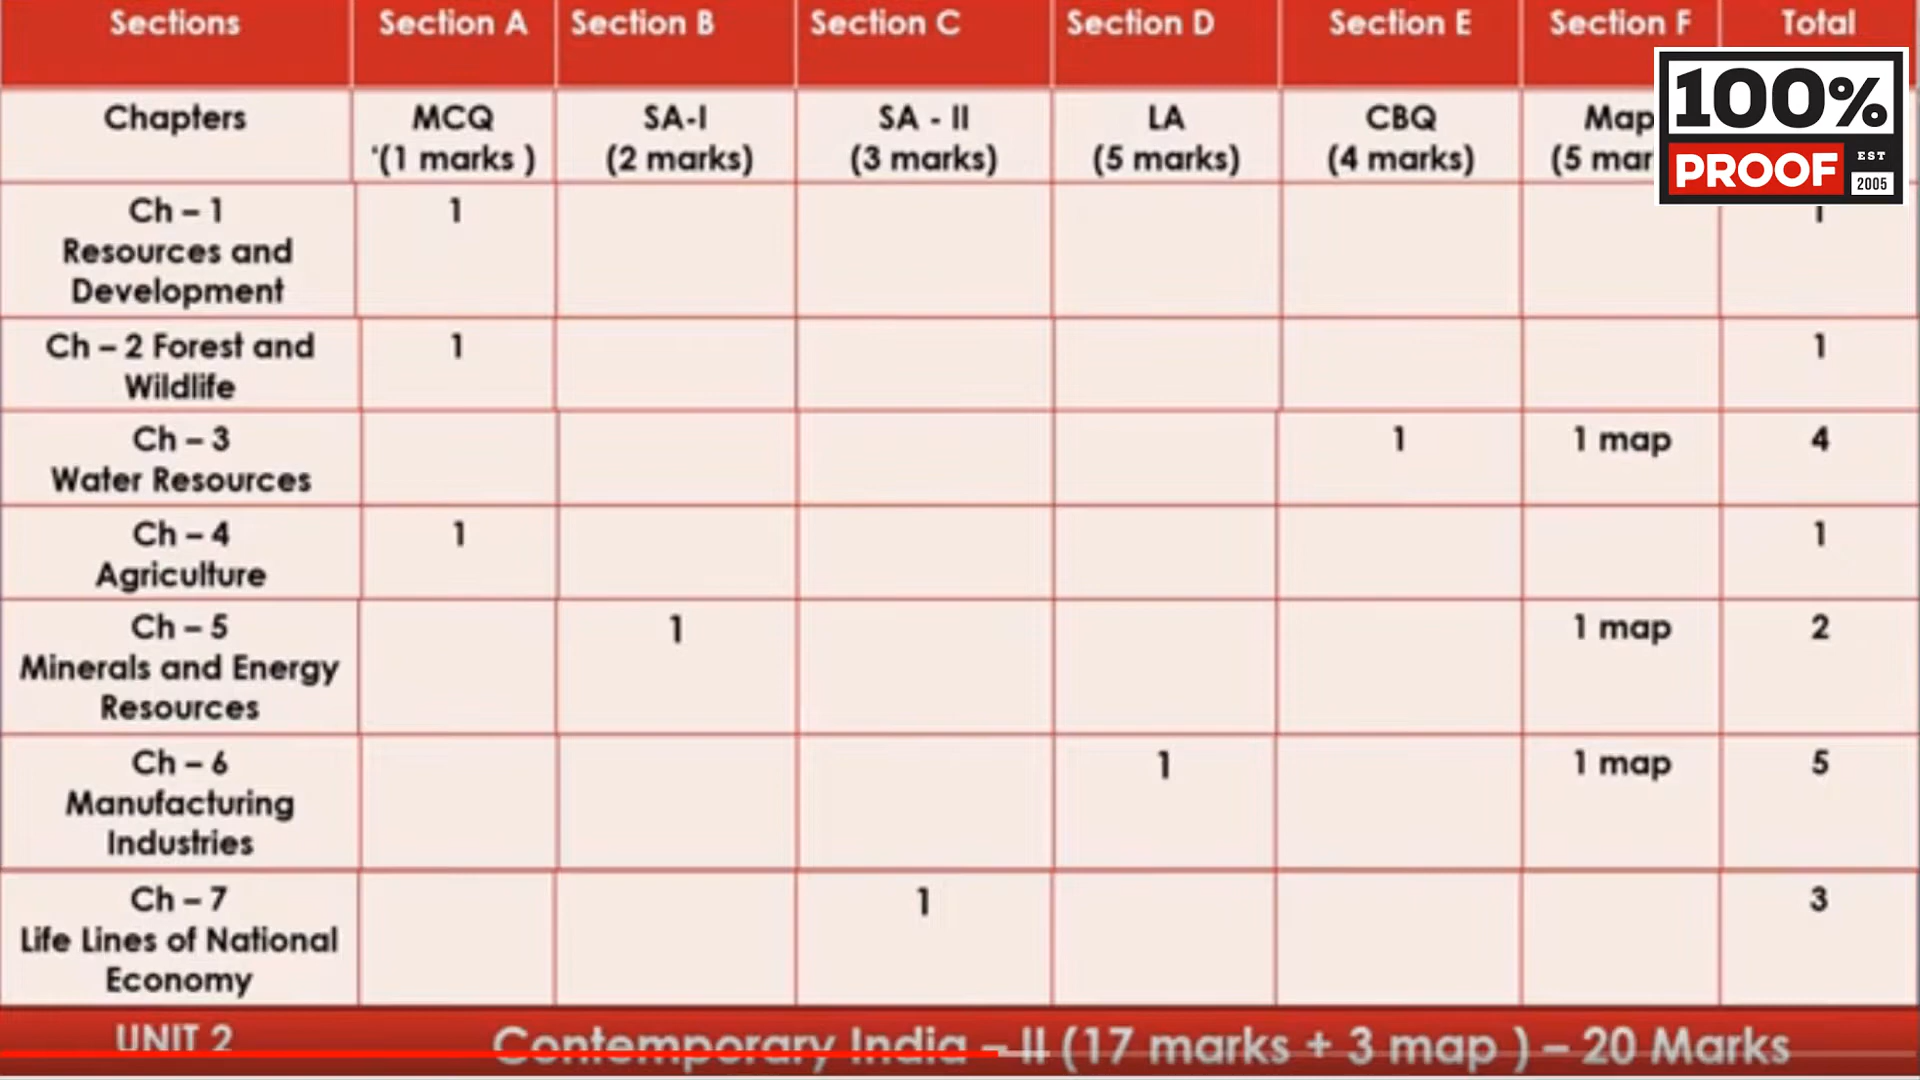 Sections Section A Section B Section C Section D Section E Section F Total
Chapters MCQ SA-I SA - II LA CBQ Map
'(1 marks ) (2 marks) (3 marks) (5 marks) (4 marks) (5 mar
100%
PROOF EST
2005
Ch – 1 1 1
Resources and
Development
Ch – 2 Forest and 1 1
Wildlife
Ch – 3 1 1 map 4
Water Resources
Ch – 4 1 1
Agriculture
Ch – 5 1 1 map 2
Minerals and Energy
Resources
Ch – 6 1 1 map 5
Manufacturing
Industries
Ch – 7 1 3
Life Lines of National
Economy
UNIT 2 Contemporary India – II (17 marks + 3 map ) – 20 Marks